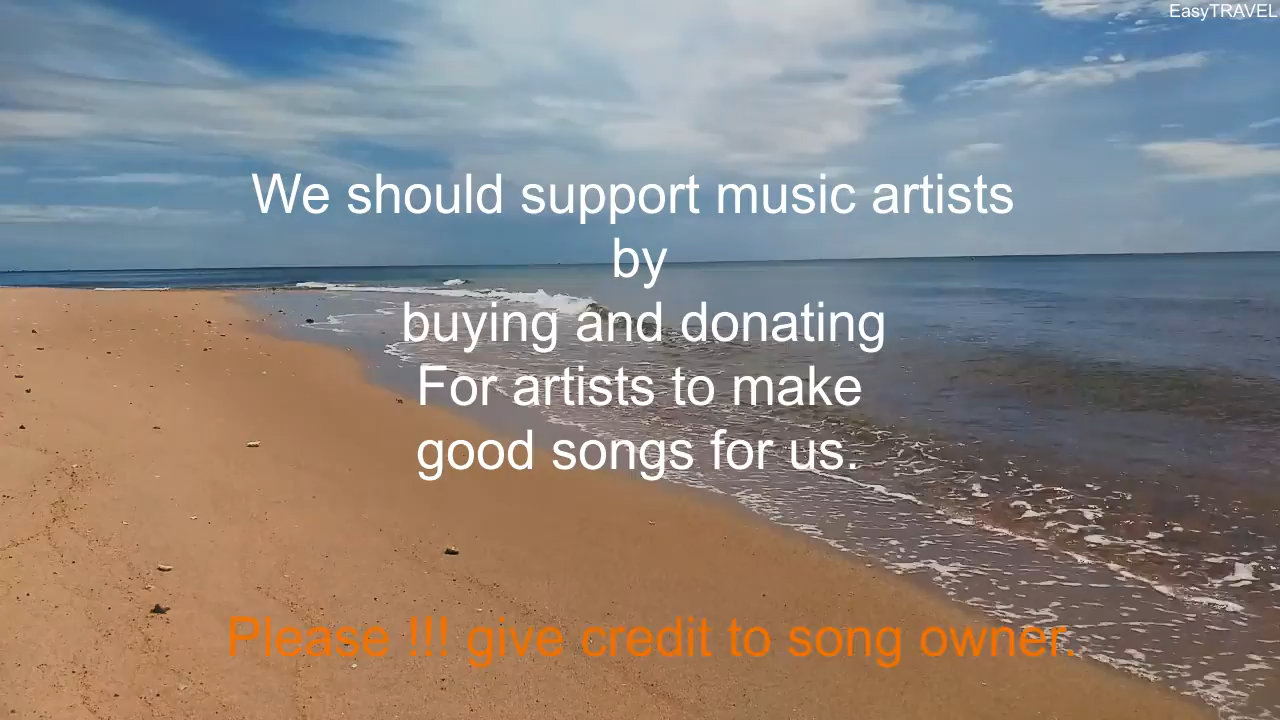 EasyTRAVEL
We should support music artists
by
buying and donating
For artists to make
good songs for us.
Please !!! give credit to song owner.